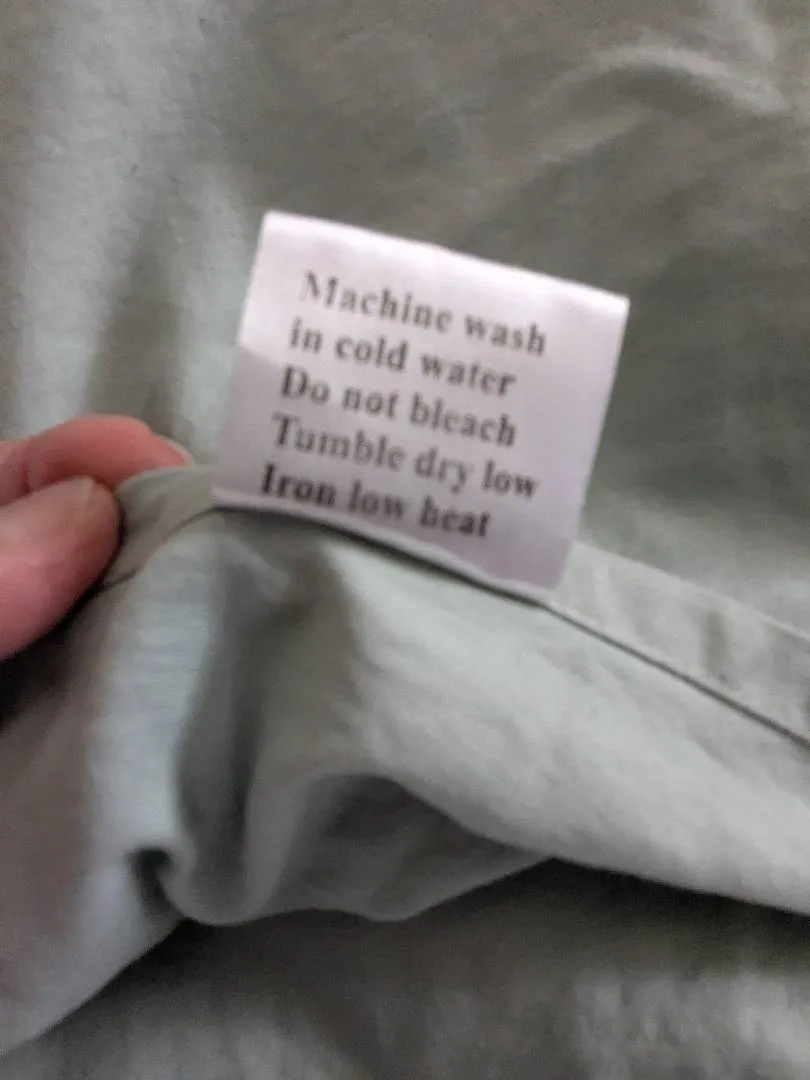 Machine wash
in cold water
Do not bleach
Tumble dry low
Iron low heat